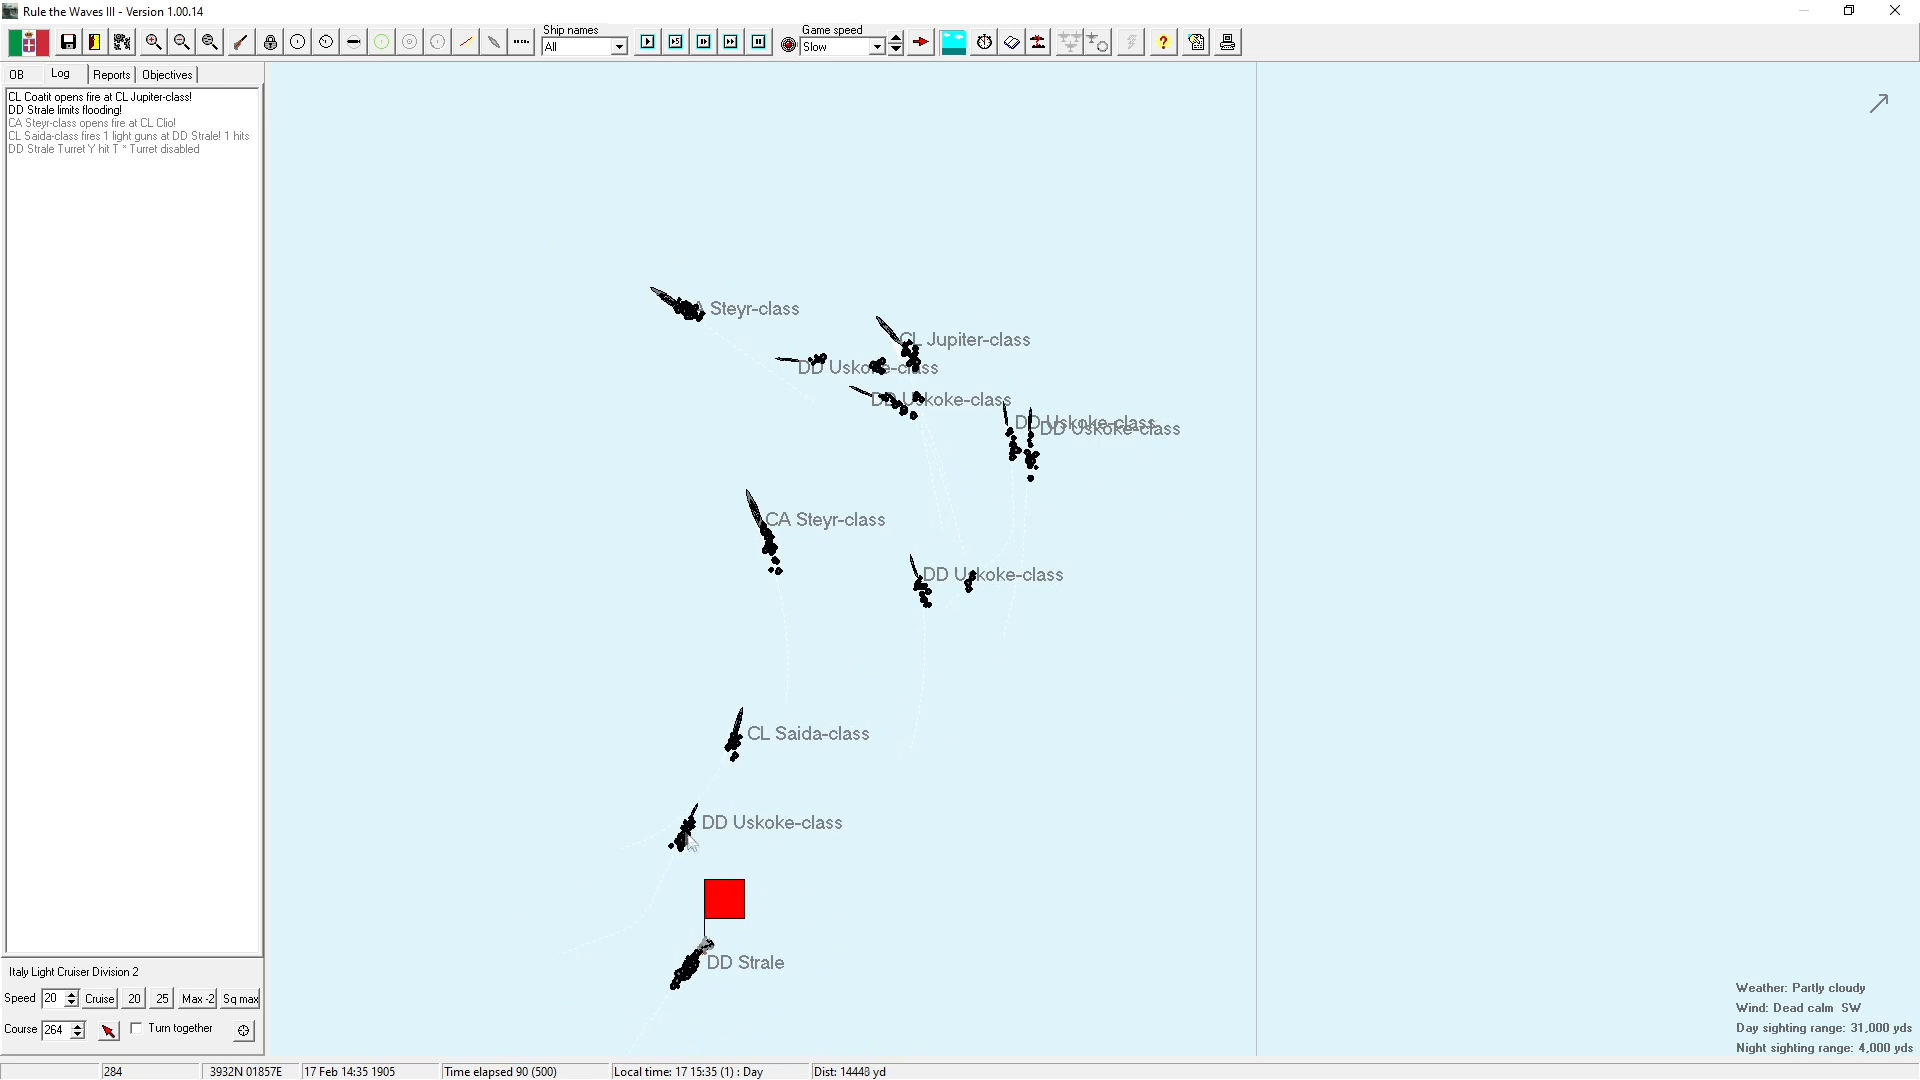 Rule the Waves III - Version 1.00.14
Ship names
All
Game speed
Slow
OB
Log
Reports
Objectives
CL Coatit opens fire at CL Jupiter-class!
DD Strale limits flooding!
CA Steyr-class opens fire at CL Clio!
CL Saida-class fires 1 light guns at DD Strale! 1 hits
DD Strale Turret Y hit T * Turret disabled
Steyr-class
CL Jupiter-class
DD Uskoke-class
DD Uskoke-class
DD Uskoke-class
DD Uskoke-class
CA Steyr-class
DD Uskoke-class
CL Saida-class
DD Uskoke-class
DD Strale
Italy Light Cruiser Division 2
Speed 20 Cruise 20 25 Max -2 Sq max
Course 264 Turn together
Weather: Partly cloudy
Wind: Dead calm SW
Day sighting range: 31,000 yds
Night sighting range: 4,000 yds
284 3932N 01857E 17 Feb 14:35 1905 Time elapsed 90 (500) Local time: 17 15:35 (1) : Day Dist: 14448 yd